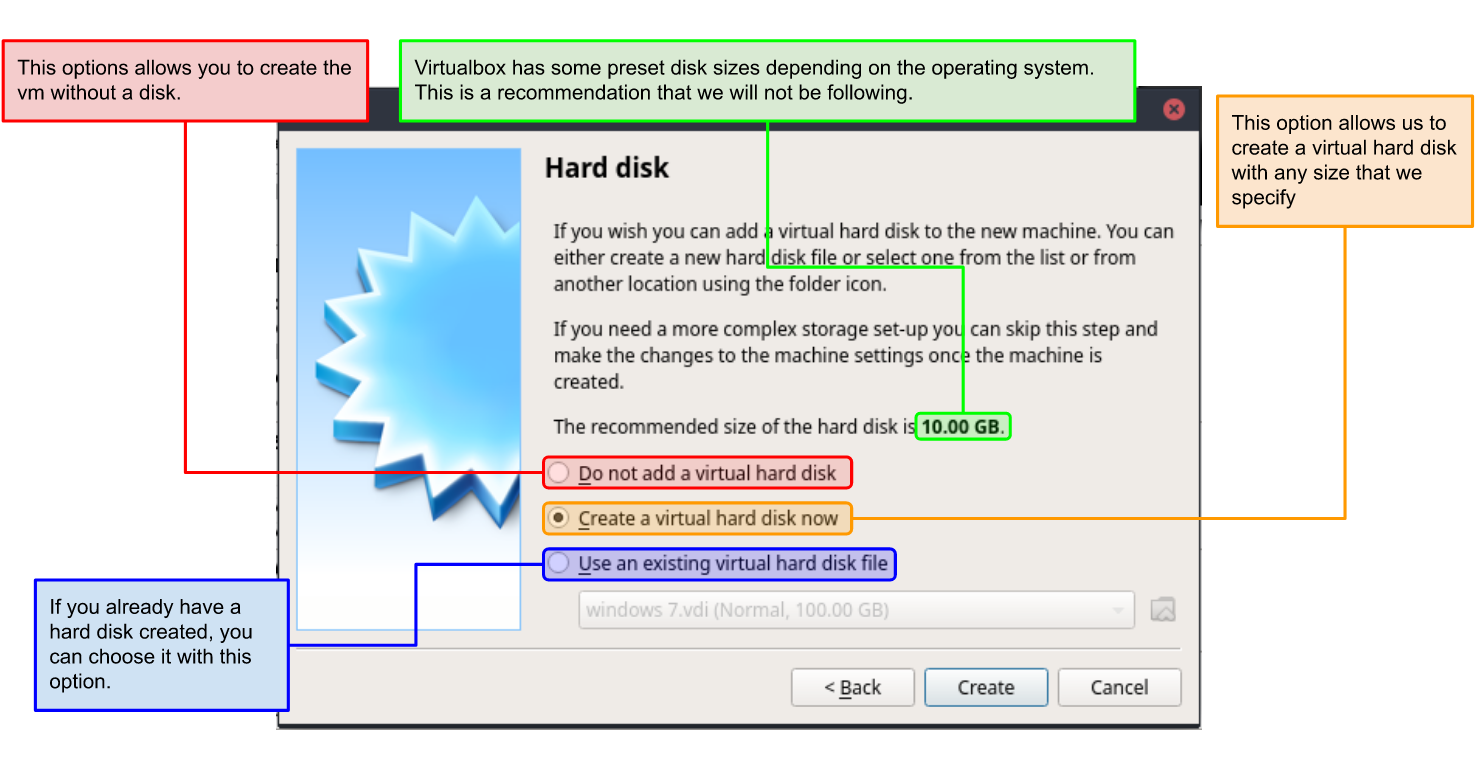 This options allows you to create the
vm without a disk.
Virtualbox has some preset disk sizes depending on the operating system.
This is a recommendation that we will not be following.
This option allows us to
create a virtual hard disk
with any size that we
specify
Hard disk
If you wish you can add a virtual hard disk to the new machine. You can
either create a new hard disk file or select one from the list or from
another location using the folder icon.
If you need a more complex storage set-up you can skip this step and
make the changes to the machine settings once the machine is
created.
The recommended size of the hard disk is 10.00 GB.
Do not add a virtual hard disk
Create a virtual hard disk now
Use an existing virtual hard disk file
windows 7.vdi (Normal, 100.00 GB)
If you already have a
hard disk created, you
can choose it with this
option.
< Back
Create
Cancel